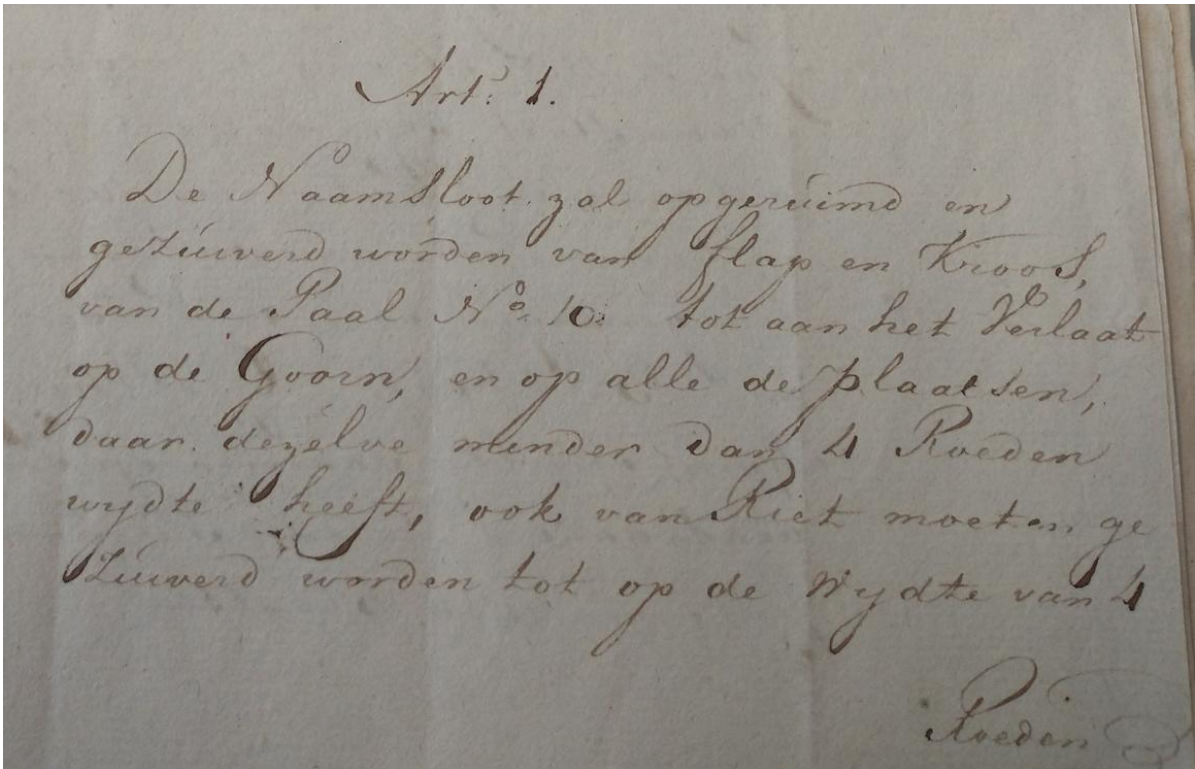 Art: 1.
De Naamsloot zal opgeruimd en
gezuiverd worden van flap en Kroos,
van de Paal No. 10. tot aan het Verlaat
op de Goorn, en op alle de plaatsen,
daar dezelve minder dan 4 Roeden
wydte heeft, ook van Riet moeten ge
zuiverd worden tot op de Wydte van 4
Roeden